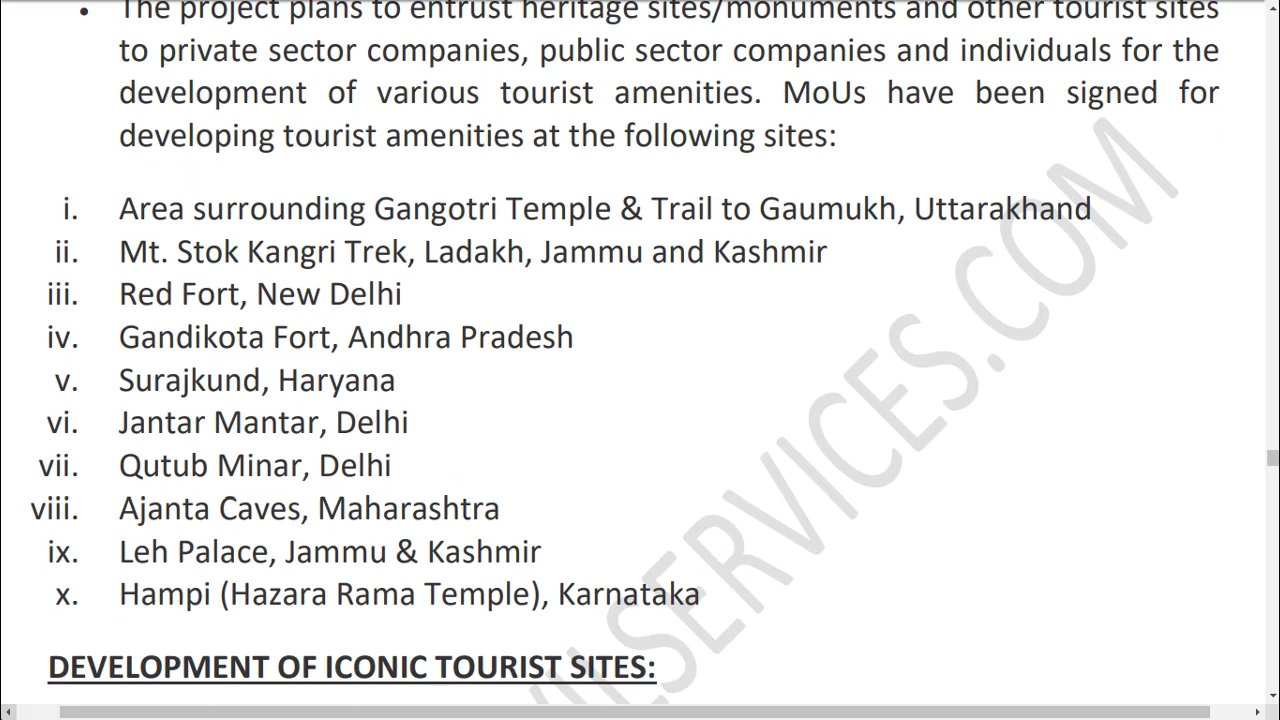 • The project plans to entrust heritage sites/monuments and other tourist sites
to private sector companies, public sector companies and individuals for the
development of various tourist amenities. MoUs have been signed for
developing tourist amenities at the following sites:
i. Area surrounding Gangotri Temple & Trail to Gaumukh, Uttarakhand
ii. Mt. Stok Kangri Trek, Ladakh, Jammu and Kashmir
iii. Red Fort, New Delhi
iv. Gandikota Fort, Andhra Pradesh
v. Surajkund, Haryana
vi. Jantar Mantar, Delhi
vii. Qutub Minar, Delhi
viii. Ajanta Caves, Maharashtra
ix. Leh Palace, Jammu & Kashmir
x. Hampi (Hazara Rama Temple), Karnataka
DEVELOPMENT OF ICONIC TOURIST SITES:
VILSERVICES.COM